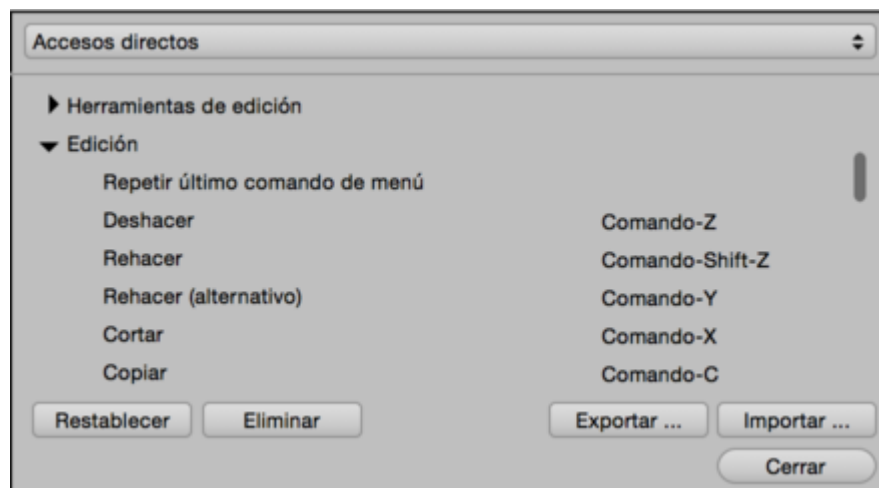 Accesos directos
Herramientas de edición
Edición
Repetir último comando de menú
Deshacer Comando-Z
Rehacer Comando-Shift-Z
Rehacer (alternativo) Comando-Y
Cortar Comando-X
Copiar Comando-C
Restablecer Eliminar Exportar ... Importar ...
Cerrar